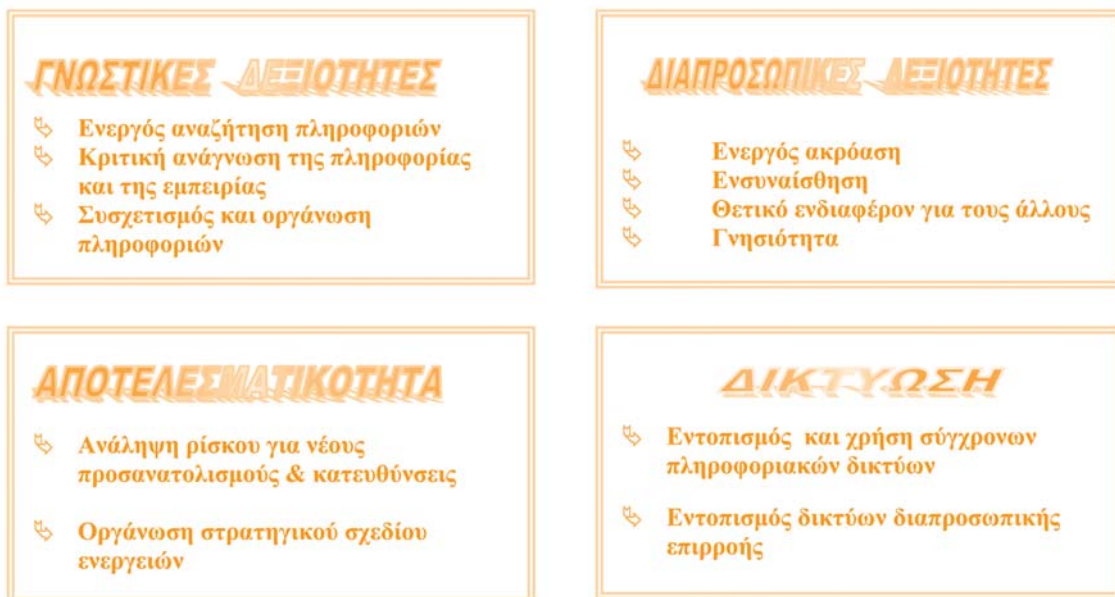 ΓΝΩΣΤΙΚΕΣ ΔΕΞΙΟΤΗΤΕΣ
Ενεργός αναζήτηση πληροφοριών
Κριτική ανάγνωση της πληροφορίας
και της εμπειρίας
Συσχετισμός και οργάνωση
πληροφοριών
ΔΙΑΠΡΟΣΩΠΙΚΕΣ ΔΕΞΙΟΤΗΤΕΣ
Ενεργός ακρόαση
Ενσυναίσθηση
Θετικό ενδιαφέρον για τους άλλους
Γνησιότητα
ΑΠΟΤΕΛΕΣΜΑΤΙΚΟΤΗΤΑ
Ανάληψη ρίσκου για νέους
προσανατολισμούς & κατευθύνσεις
Οργάνωση στρατηγικού σχεδίου
ενεργειών
ΔΙΚΤΥΩΣΗ
Εντοπισμός και χρήση σύγχρονων
πληροφοριακών δικτύων
Εντοπισμός δικτύων διαπροσωπικής
επιρροής